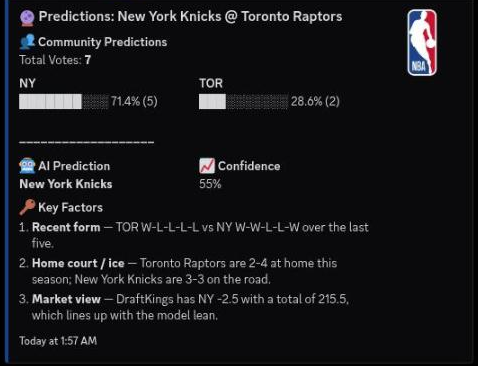 Predictions: New York Knicks @ Toronto Raptors
NBA
Community Predictions
Total Votes: 7
NY
TOR
███████░░░ 71.4% (5)
███░░░░░░░ 28.6% (2)
───────────────────
AI Prediction
Confidence
New York Knicks
55%
Key Factors
1. Recent form — TOR W-L-L-L-L vs NY W-W-L-L-W over the last
five.
2. Home court / ice — Toronto Raptors are 2-4 at home this
season; New York Knicks are 3-3 on the road.
3. Market view — DraftKings has NY -2.5 with a total of 215.5,
which lines up with the model lean.
Today at 1:57 AM